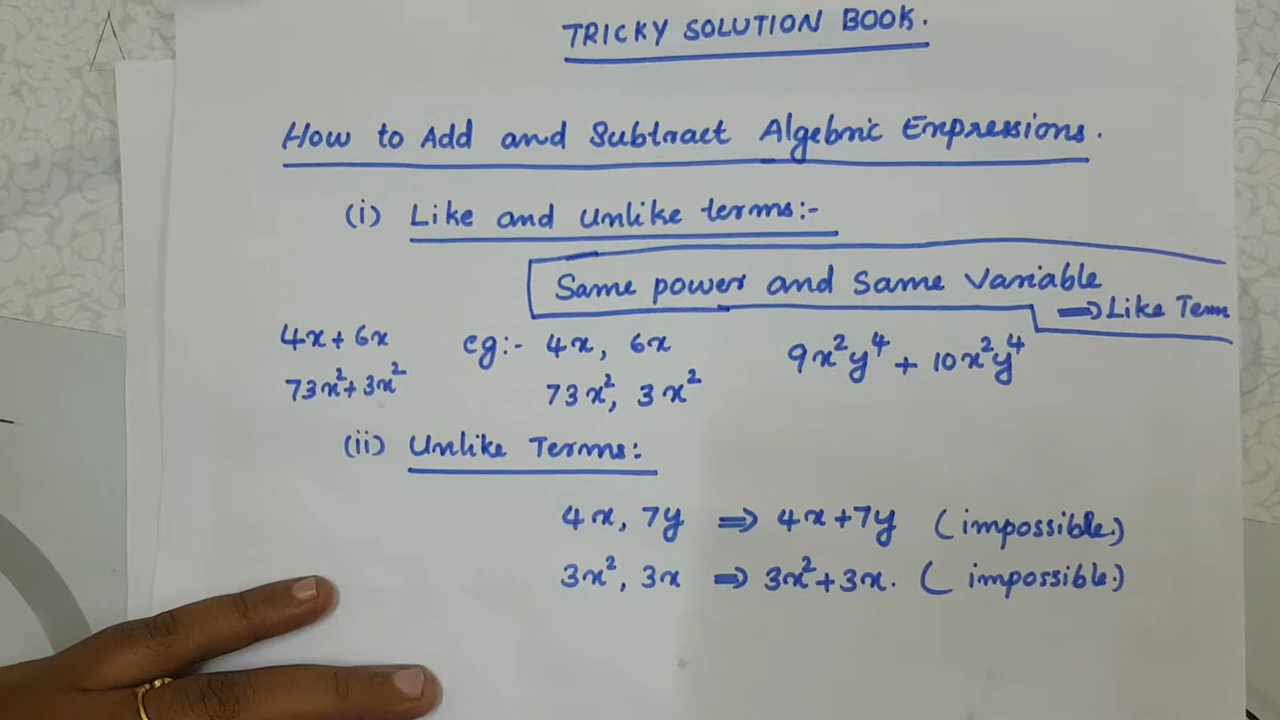 TRICKY SOLUTION BOOK.
How to Add and Subtract Algebric Expressions.
(i) Like and Unlike terms:-
Same power and Same Variable
⇒ Like Term
4x+6x eg:- 4x, 6x 9x²y⁴ + 10x²y⁴
73x²+3x² 73x², 3x²
(ii) Unlike Terms:
4x, 7y ⇒ 4x+7y (impossible.)
3x², 3x ⇒ 3x²+3x. (impossible.)